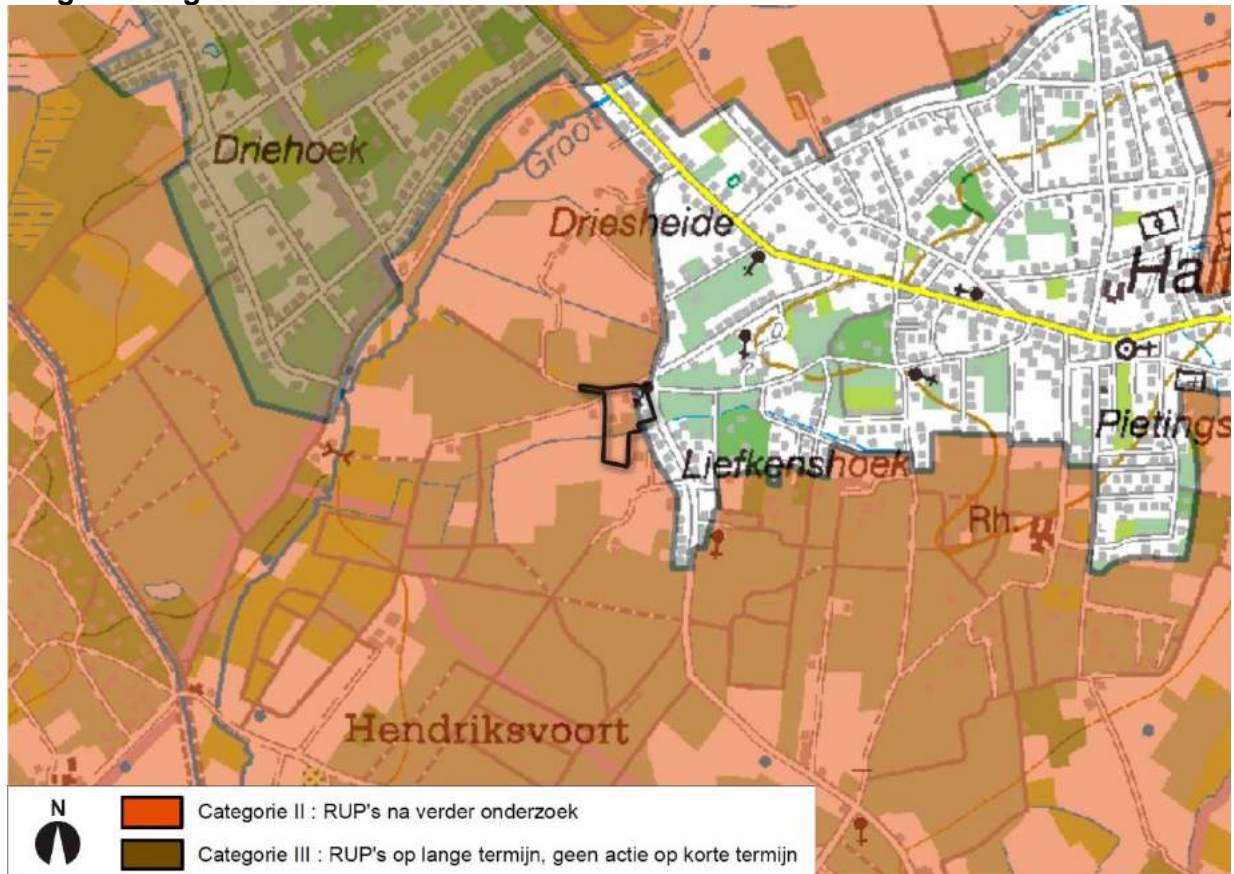 Driehoek
Groot
Driesheide
Hall
Pietings
Liefkenshoek
Rh.
Hendriksvoort
N
Categorie II : RUP's na verder onderzoek
Categorie III : RUP's op lange termijn, geen actie op korte termijn